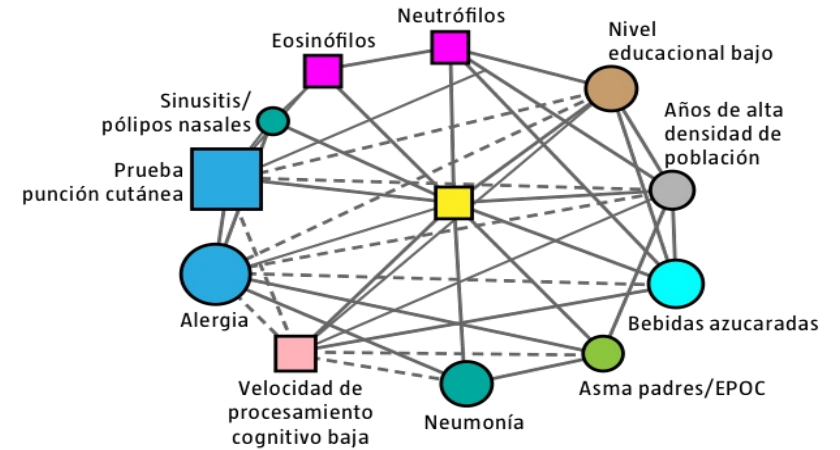 Neutrófilos
Eosinófilos
Nivel
educacional bajo
Sinusitis/
pólipos nasales
Años de alta
densidad de
población
Prueba
punción cutánea
Alergia
Bebidas azucaradas
Velocidad de
procesamiento
cognitivo baja
Neumonía
Asma padres/EPOC